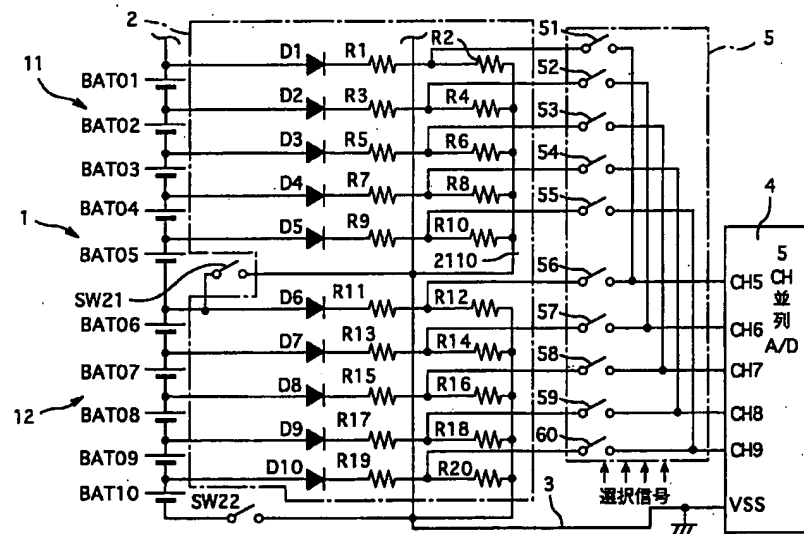 2
51
5
R2
D1
R1
11
52
BAT01
D2
R3
R4
53
BAT02
D3
R5
R6
54
BAT03
D4
R7
R8
55
4
BAT04
D5
R9
R10
1
BAT05
2110
56
5
CH
並
列
A/D
SW21
CH5
D6
R11
R12
57
BAT06
CH6
D7
R13
R14
58
BAT07
CH7
D8
R15
R16
59
12
BAT08
CH8
D9
R17
R18
60
BAT09
CH9
D10
R19
R20
BAT10
SW22
選択信号
3
VSS